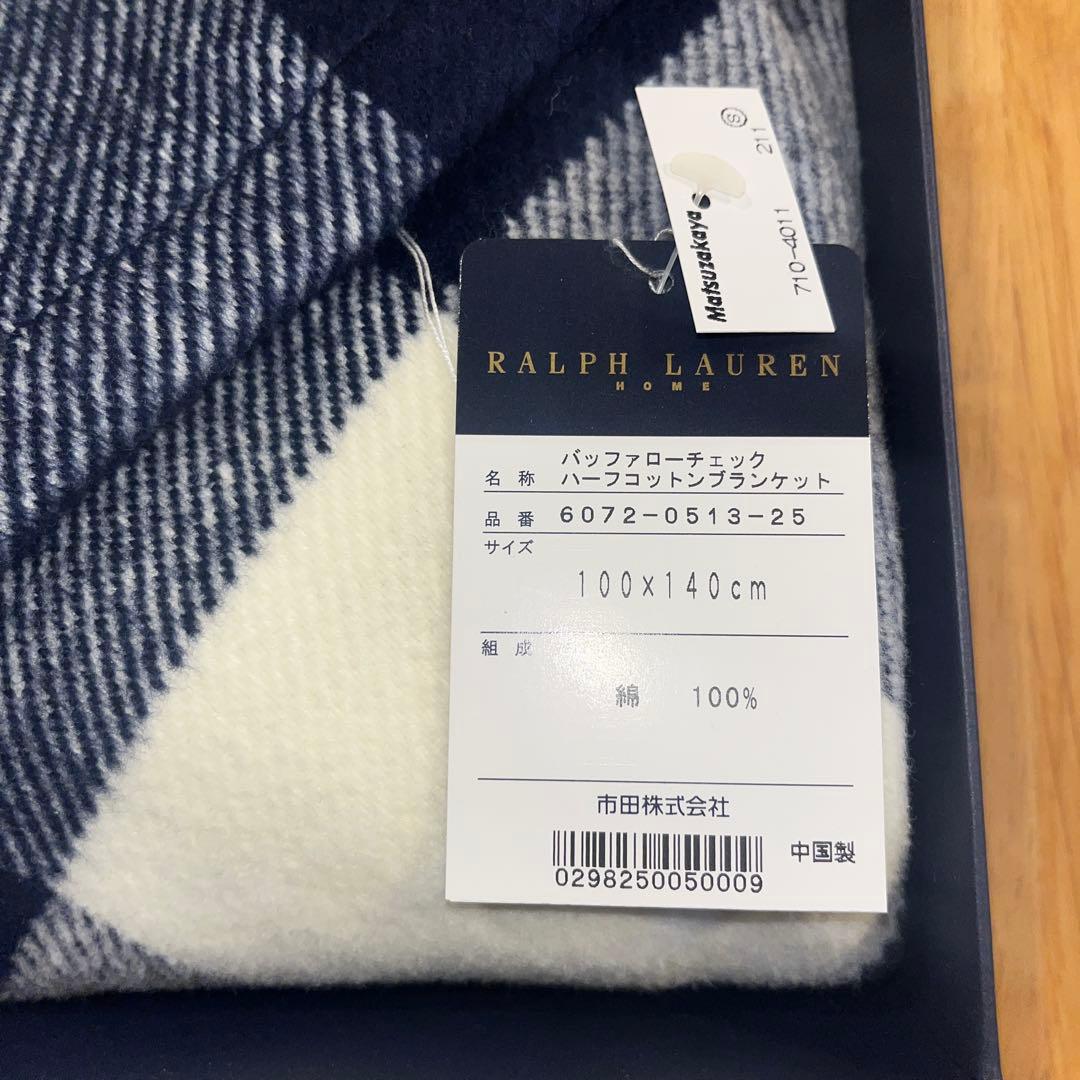 Ⓢ
211
Matsuzakaya
710-4011
RALPH LAUREN
HOME
バッファローチェック
名称 ハーフコットンブランケット
品番 6072-0513-25
サイズ
100×140cm
組成
綿 100%
市田株式会社
中国製
0298250050009